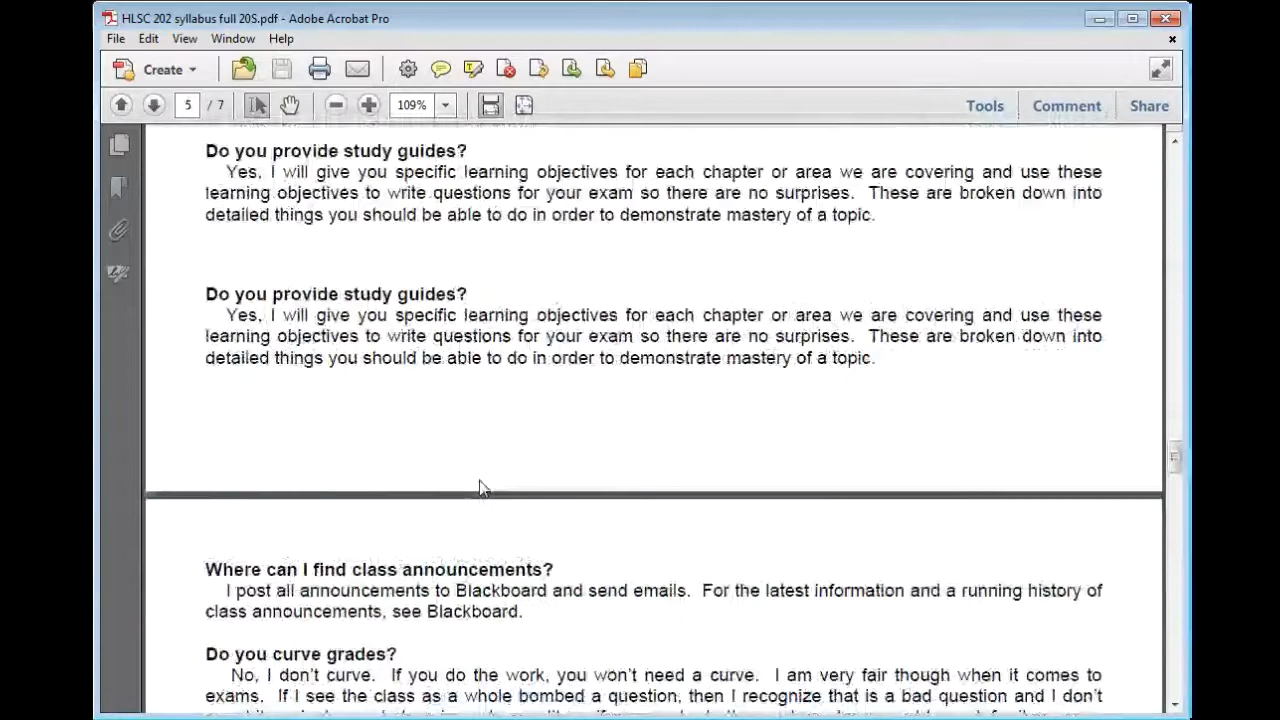 HLSC 202 syllabus full 20S.pdf - Adobe Acrobat Pro
File Edit View Window Help
Create
5 / 7 109% Tools Comment Share
Do you provide study guides?
Yes, I will give you specific learning objectives for each chapter or area we are covering and use these
learning objectives to write questions for your exam so there are no surprises. These are broken down into
detailed things you should be able to do in order to demonstrate mastery of a topic.
Do you provide study guides?
Yes, I will give you specific learning objectives for each chapter or area we are covering and use these
learning objectives to write questions for your exam so there are no surprises. These are broken down into
detailed things you should be able to do in order to demonstrate mastery of a topic.
Where can I find class announcements?
I post all announcements to Blackboard and send emails. For the latest information and a running history of
class announcements, see Blackboard.
Do you curve grades?
No, I don't curve. If you do the work, you won't need a curve. I am very fair though when it comes to
exams. If I see the class as a whole bombed a question, then I recognize that is a bad question and I don't